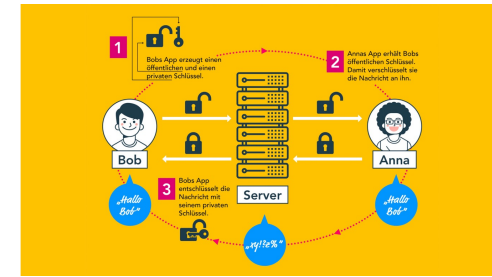 1
Bobs App erzeugt einen
öffentlichen und einen
privaten Schlüssel.
2
Annas App erhält Bobs
öffentlichen Schlüssel.
Damit verschlüsselt sie
die Nachricht an ihn.
Bob
Server
Anna
3
Bobs App
entschlüsselt die
Nachricht mit
seinem privaten
Schlüssel.
„Hallo
Bob“
„xy!?z%“
„Hallo
Bob“